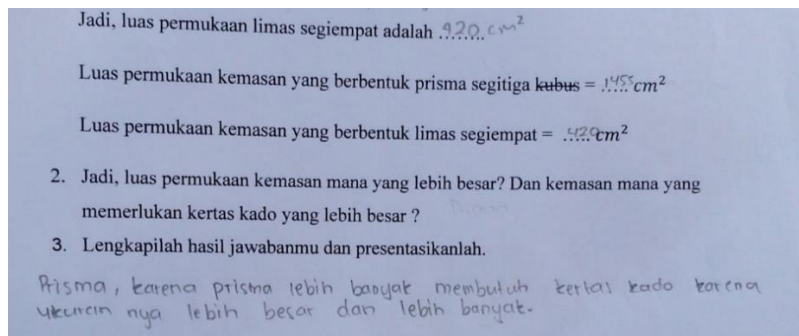 Jadi, luas permukaan limas segiempat adalah 920 cm²
Luas permukaan kemasan yang berbentuk prisma segitiga kubus = 1455 cm²
Luas permukaan kemasan yang berbentuk limas segiempat = 420 cm²
2. Jadi, luas permukaan kemasan mana yang lebih besar? Dan kemasan mana yang
memerlukan kertas kado yang lebih besar ?
3. Lengkapilah hasil jawabanmu dan presentasikanlah.
Prisma, karena prisma lebih banyak membutuh kertas kado karena
ukuran nya lebih besar dan lebih banyak.